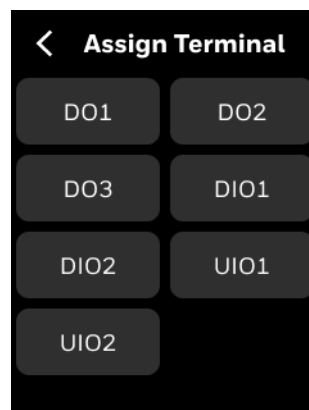 Assign Terminal
DO1 DO2
DO3 DIO1
DIO2 UIO1
UIO2